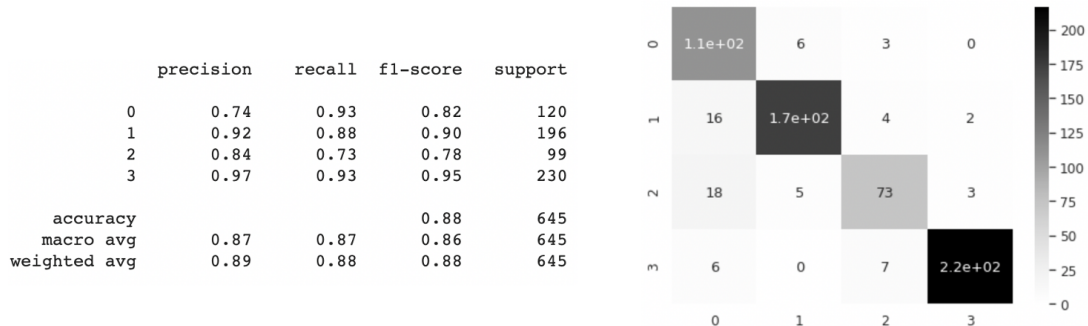 precision recall f1-score support
0 0.74 0.93 0.82 120
1 0.92 0.88 0.90 196
2 0.84 0.73 0.78 99
3 0.97 0.93 0.95 230
accuracy 0.88 645
macro avg 0.87 0.87 0.86 645
weighted avg 0.89 0.88 0.88 645
0 1.1e+02 6 3 0
1 16 1.7e+02 4 2
2 18 5 73 3
3 6 0 7 2.2e+02
0 1 2 3
200
175
150
125
100
75
50
25
0